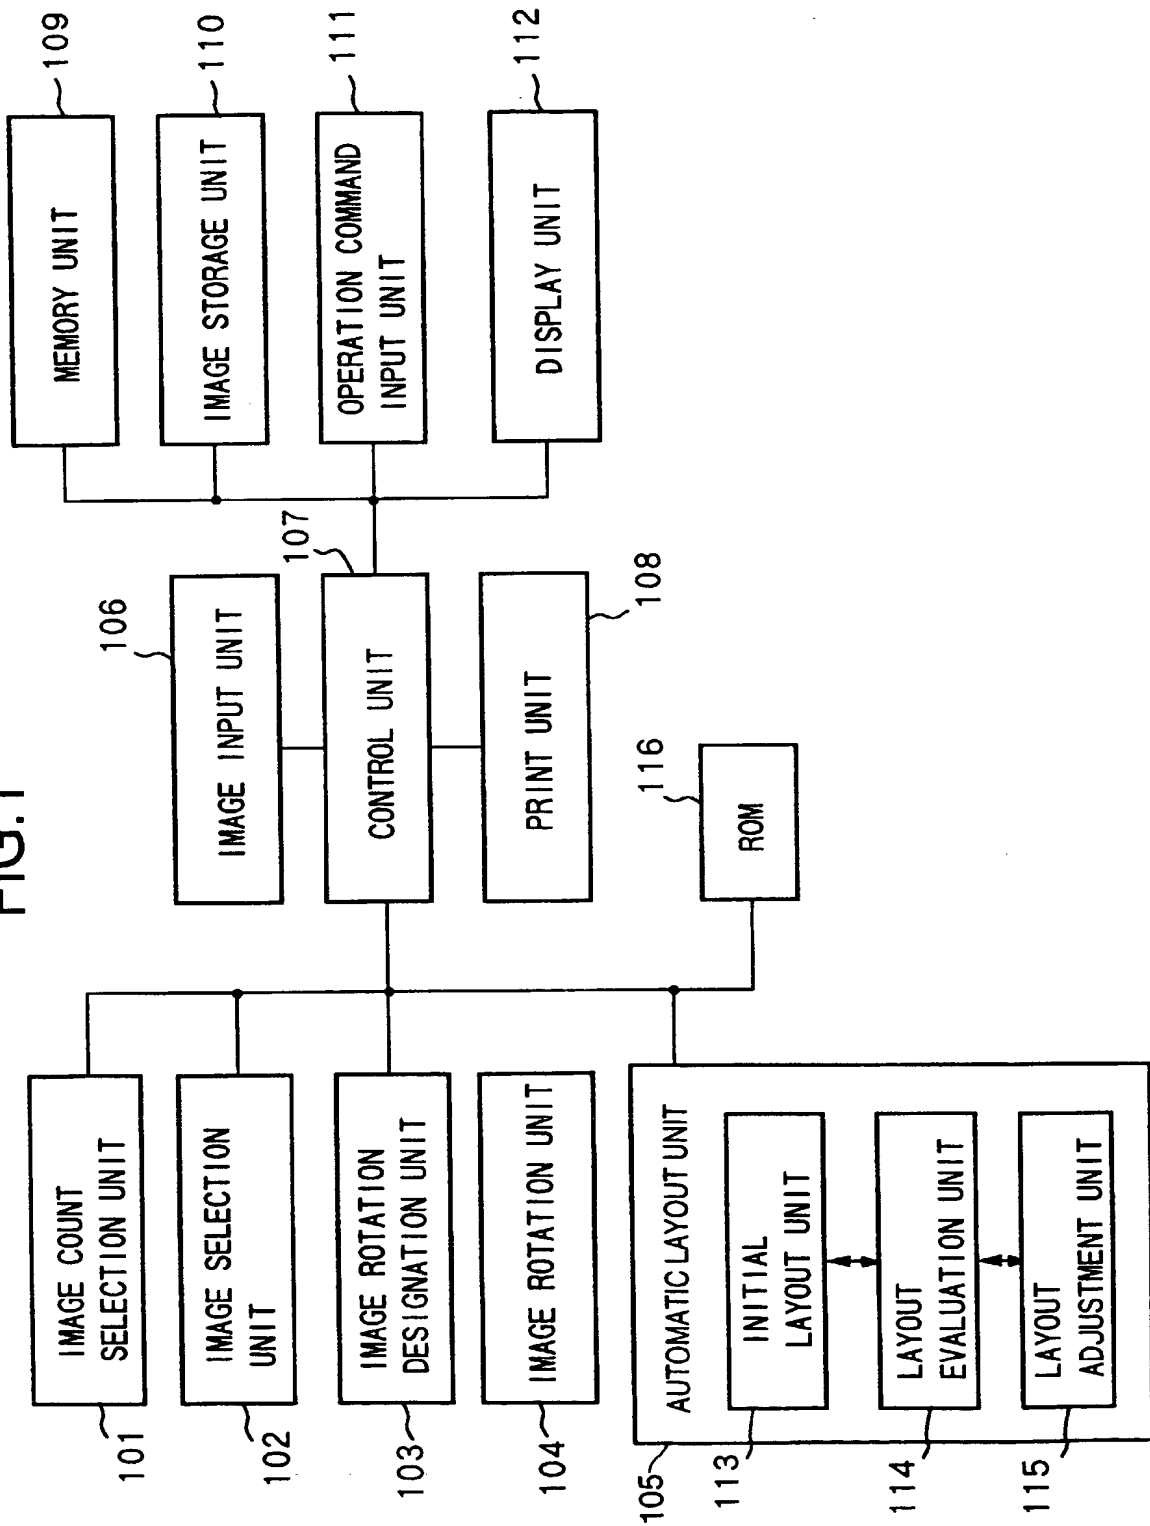 FIG.1
IMAGE COUNT
SELECTION UNIT
101
IMAGE SELECTION
UNIT
102
IMAGE ROTATION
DESIGNATION UNIT
103
IMAGE ROTATION UNIT
104
AUTOMATIC LAYOUT UNIT
105
INITIAL
LAYOUT UNIT
113
LAYOUT
EVALUATION UNIT
114
LAYOUT
ADJUSTMENT UNIT
115
106
IMAGE INPUT UNIT
107
CONTROL UNIT
PRINT UNIT
108
116
ROM
MEMORY UNIT
109
IMAGE STORAGE UNIT
110
OPERATION COMMAND
INPUT UNIT
111
DISPLAY UNIT
112